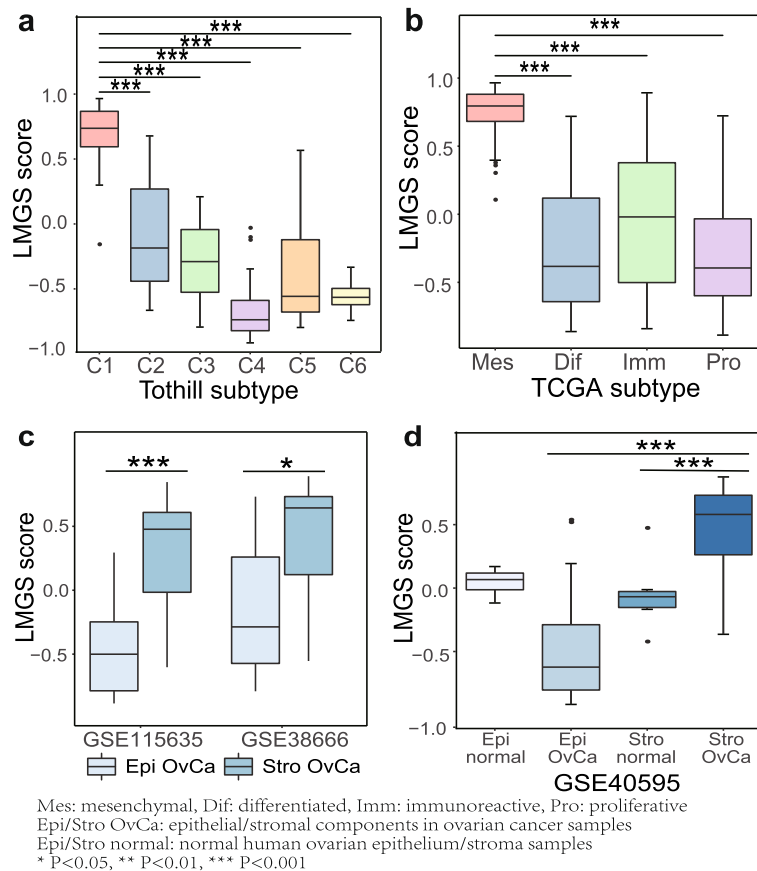 a
***
***
***
***
***
LMGS score
1.0
0.5
0.0
−0.5
−1.0
C1 C2 C3 C4 C5 C6
Tothill subtype
b
***
***
***
LMGS score
1.0
0.5
0.0
−0.5
Mes Dif Imm Pro
TCGA subtype
c
*** *
LMGS score
0.5
0.0
−0.5
GSE115635 GSE38666
Epi OvCa Stro OvCa
d
***
***
LMGS score
0.5
0.0
−0.5
−1.0
Epi Epi Stro Stro
normal OvCa normal OvCa
GSE40595
Mes: mesenchymal, Dif: differentiated, Imm: immunoreactive, Pro: proliferative
Epi/Stro OvCa: epithelial/stromal components in ovarian cancer samples
Epi/Stro normal: normal human ovarian epithelium/stroma samples
* P<0.05, ** P<0.01, *** P<0.001